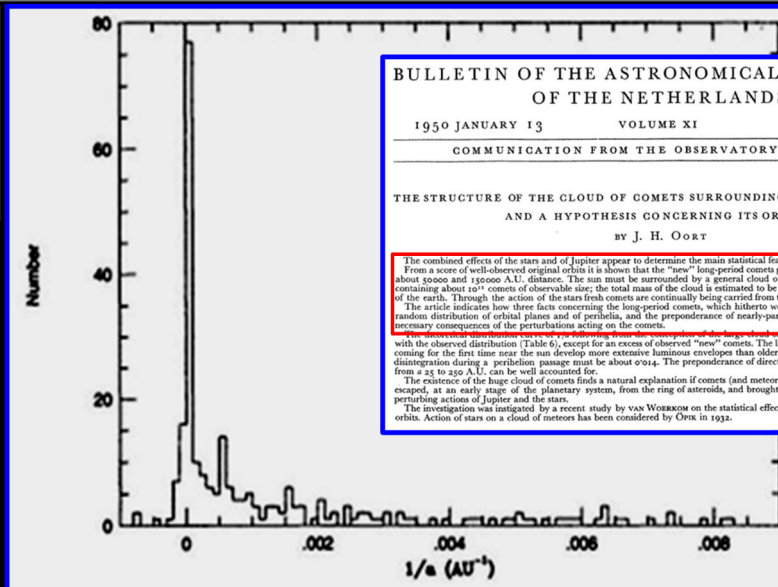 80
60
40
20
0
Number
0
.002
.004
.006
.008
1/a (AU⁻¹)
BULLETIN OF THE ASTRONOMICAL
OF THE NETHERLANDS
1950 JANUARY 13 VOLUME XI
COMMUNICATION FROM THE OBSERVATORY
THE STRUCTURE OF THE CLOUD OF COMETS SURROUNDING
AND A HYPOTHESIS CONCERNING ITS OR
BY J. H. OORT
The combined effects of the stars and of Jupiter appear to determine the main statistical fea
From a score of well-observed original orbits it is shown that the "new" long-period comets
about 50000 and 150000 A.U. distance. The sun must be surrounded by a general cloud o
containing about 10¹¹ comets of observable size; the total mass of the cloud is estimated to be
of the earth. Through the action of the stars fresh comets are continually being carried from
The article indicates how three facts concerning the long-period comets, which hitherto we
random distribution of orbital planes and of perihelia, and the preponderance of nearly-par
necessary consequences of the perturbations acting on the comets.
with the observed distribution (Table 6), except for an excess of observed "new" comets. The l
coming for the first time near the sun develop more extensive luminous envelopes than older
disintegration during a perihelion passage must be about 0·014. The preponderance of direct
from a 25 to 250 A.U. can be well accounted for.
The existence of the huge cloud of comets finds a natural explanation if comets (and meteor
escaped, at an early stage of the planetary system, from the ring of asteroids, and brought
perturbing actions of Jupiter and the stars.
The investigation was instigated by a recent study by VAN WOERKOM on the statistical effec
orbits. Action of stars on a cloud of meteors has been considered by ÖPIK in 1932.